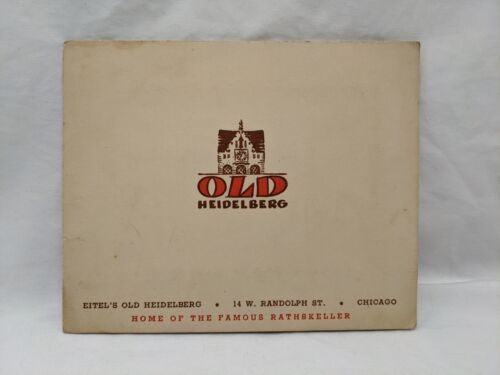 OLD
HEIDELBERG
EITEL'S OLD HEIDELBERG • 14 W. RANDOLPH ST. • CHICAGO
HOME OF THE FAMOUS RATHSKELLER